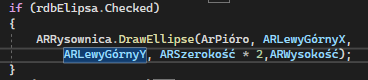 if (rdbElipsa.Checked)
{
ARRysownica.DrawEllipse(ArPióro, ARLewyGórnyX,
ARLewyGórnyY, ARSzerokość * 2,ARWysokość);
}